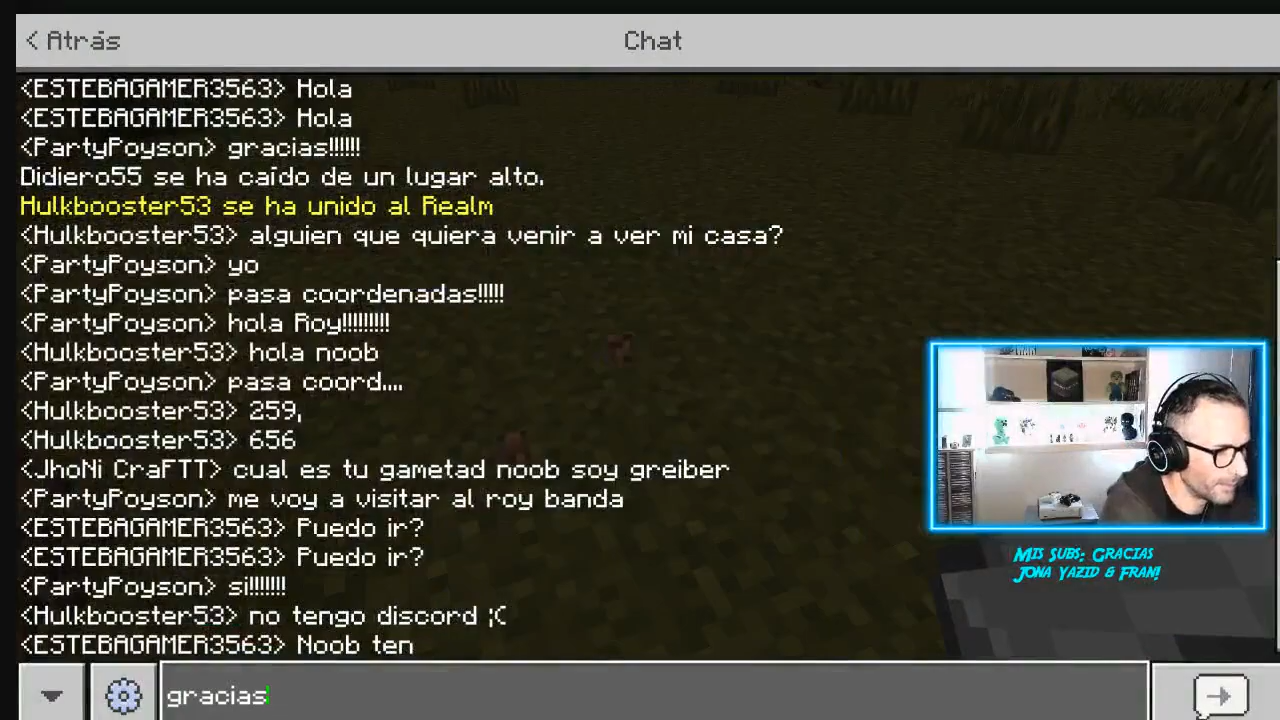 < Atrás
Chat
<ESTEBAGAMER3563> Hola
<ESTEBAGAMER3563> Hola
<PartyPoyson> gracias!!!!!!
Didiero55 se ha caído de un lugar alto.
Hulkbooster53 se ha unido al Realm
<Hulkbooster53> alguien que quiera venir a ver mi casa?
<PartyPoyson> yo
<PartyPoyson> pasa coordenadas!!!!!
<PartyPoyson> hola Roy!!!!!!!!!
<Hulkbooster53> hola noob
<PartyPoyson> pasa coord....
<Hulkbooster53> 259,
<Hulkbooster53> 656
<JhoNi CraFTT> cual es tu gametad noob soy greiber
<PartyPoyson> me voy a visitar al roy banda
<ESTEBAGAMER3563> Puedo ir?
<ESTEBAGAMER3563> Puedo ir?
<PartyPoyson> si!!!!!!!
<Hulkbooster53> no tengo discord ;(
<ESTEBAGAMER3563> Noob ten
gracias
Mis Subs: Gracias
Jona Yazid & Fran!